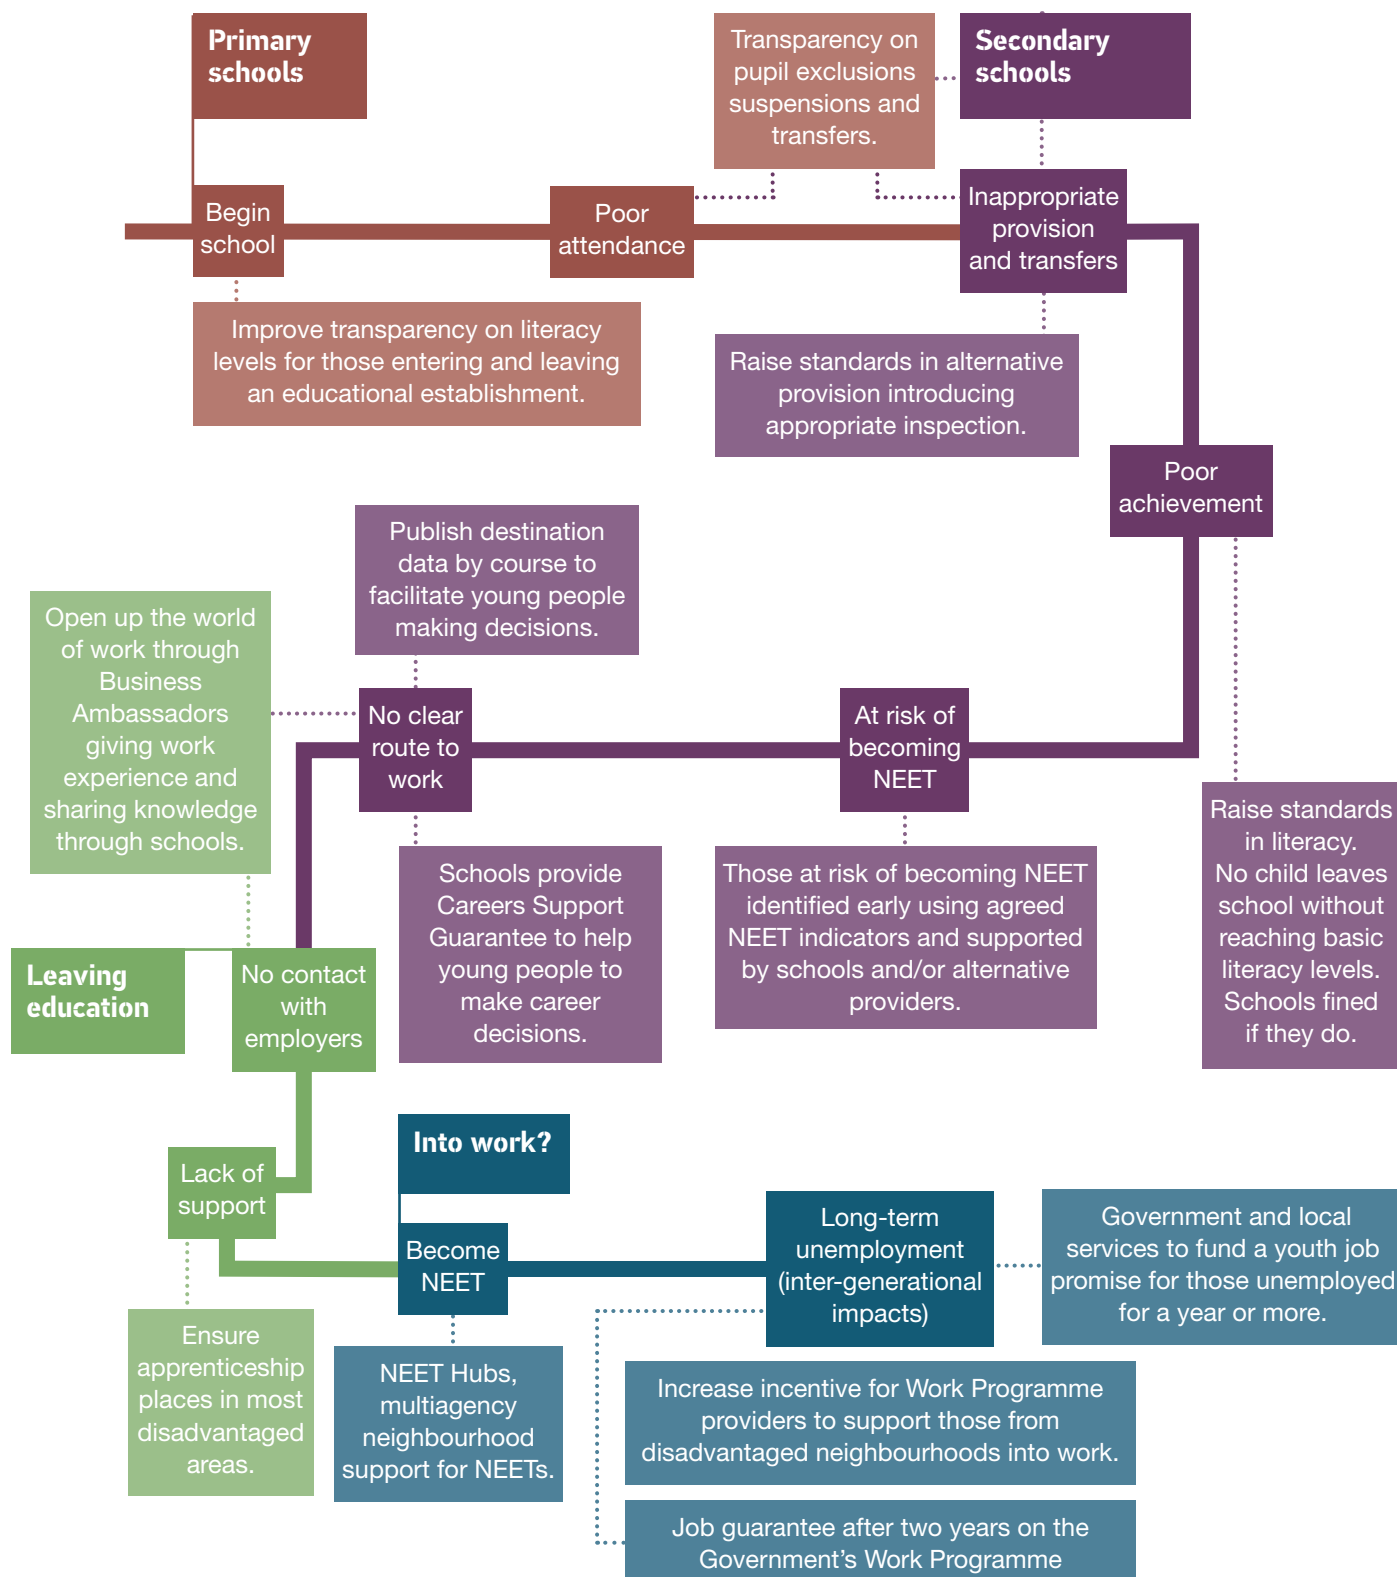 Primary
schools
Transparency on
pupil exclusions
suspensions and
transfers.
Secondary
schools
Begin
school
Poor
attendance
Inappropriate
provision
and transfers
Improve transparency on literacy
levels for those entering and leaving
an educational establishment.
Raise standards in alternative
provision introducing
appropriate inspection.
Poor
achievement
Publish destination
data by course to
facilitate young people
making decisions.
Open up the world
of work through
Business
Ambassadors
giving work
experience and
sharing knowledge
through schools.
No clear
route to
work
At risk of
becoming
NEET
Raise standards
in literacy.
No child leaves
school without
reaching basic
literacy levels.
Schools fined
if they do.
Schools provide
Careers Support
Guarantee to help
young people to
make career
decisions.
Those at risk of becoming NEET
identified early using agreed
NEET indicators and supported
by schools and/or alternative
providers.
Leaving
education
No contact
with
employers
Into work?
Lack of
support
Become
NEET
Long-term
unemployment
(inter-generational
impacts)
Government and local
services to fund a youth job
promise for those unemployed
for a year or more.
Ensure
apprenticeship
places in most
disadvantaged
areas.
NEET Hubs,
multiagency
neighbourhood
support for NEETs.
Increase incentive for Work Programme
providers to support those from
disadvantaged neighbourhoods into work.
Job guarantee after two years on the
Government’s Work Programme